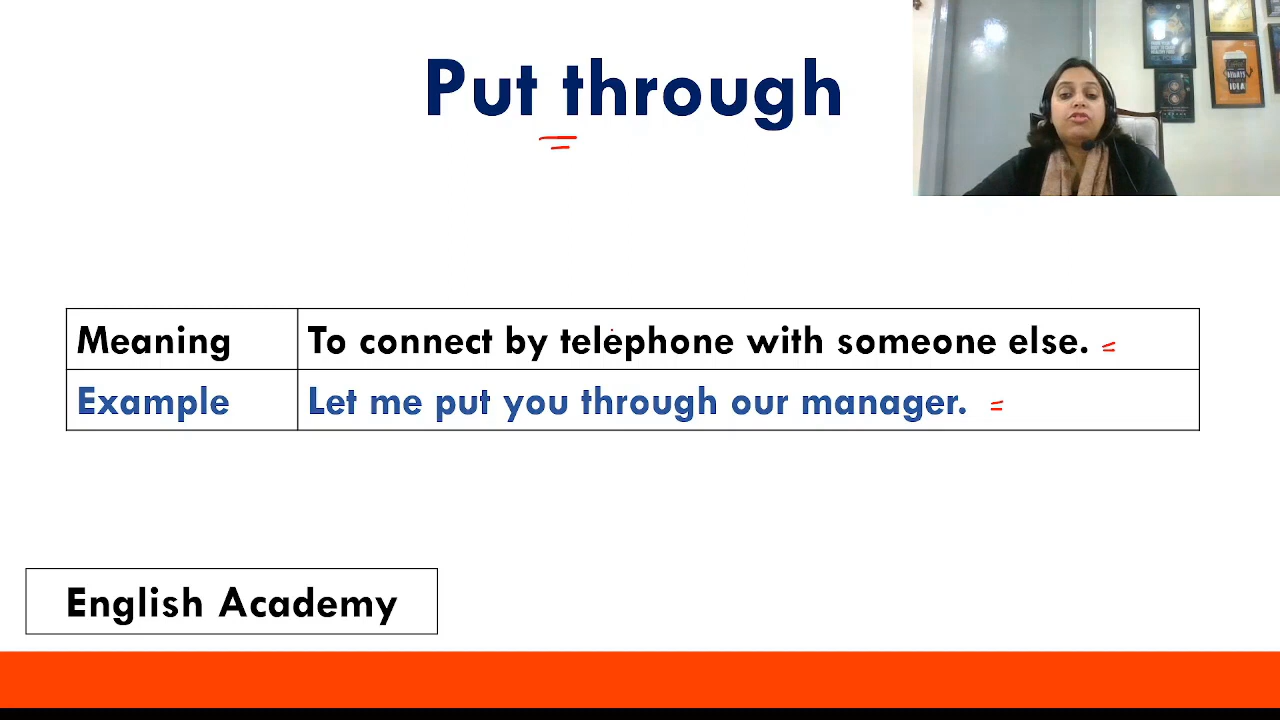 Put through
Meaning To connect by telephone with someone else.
Example Let me put you through our manager.
English Academy